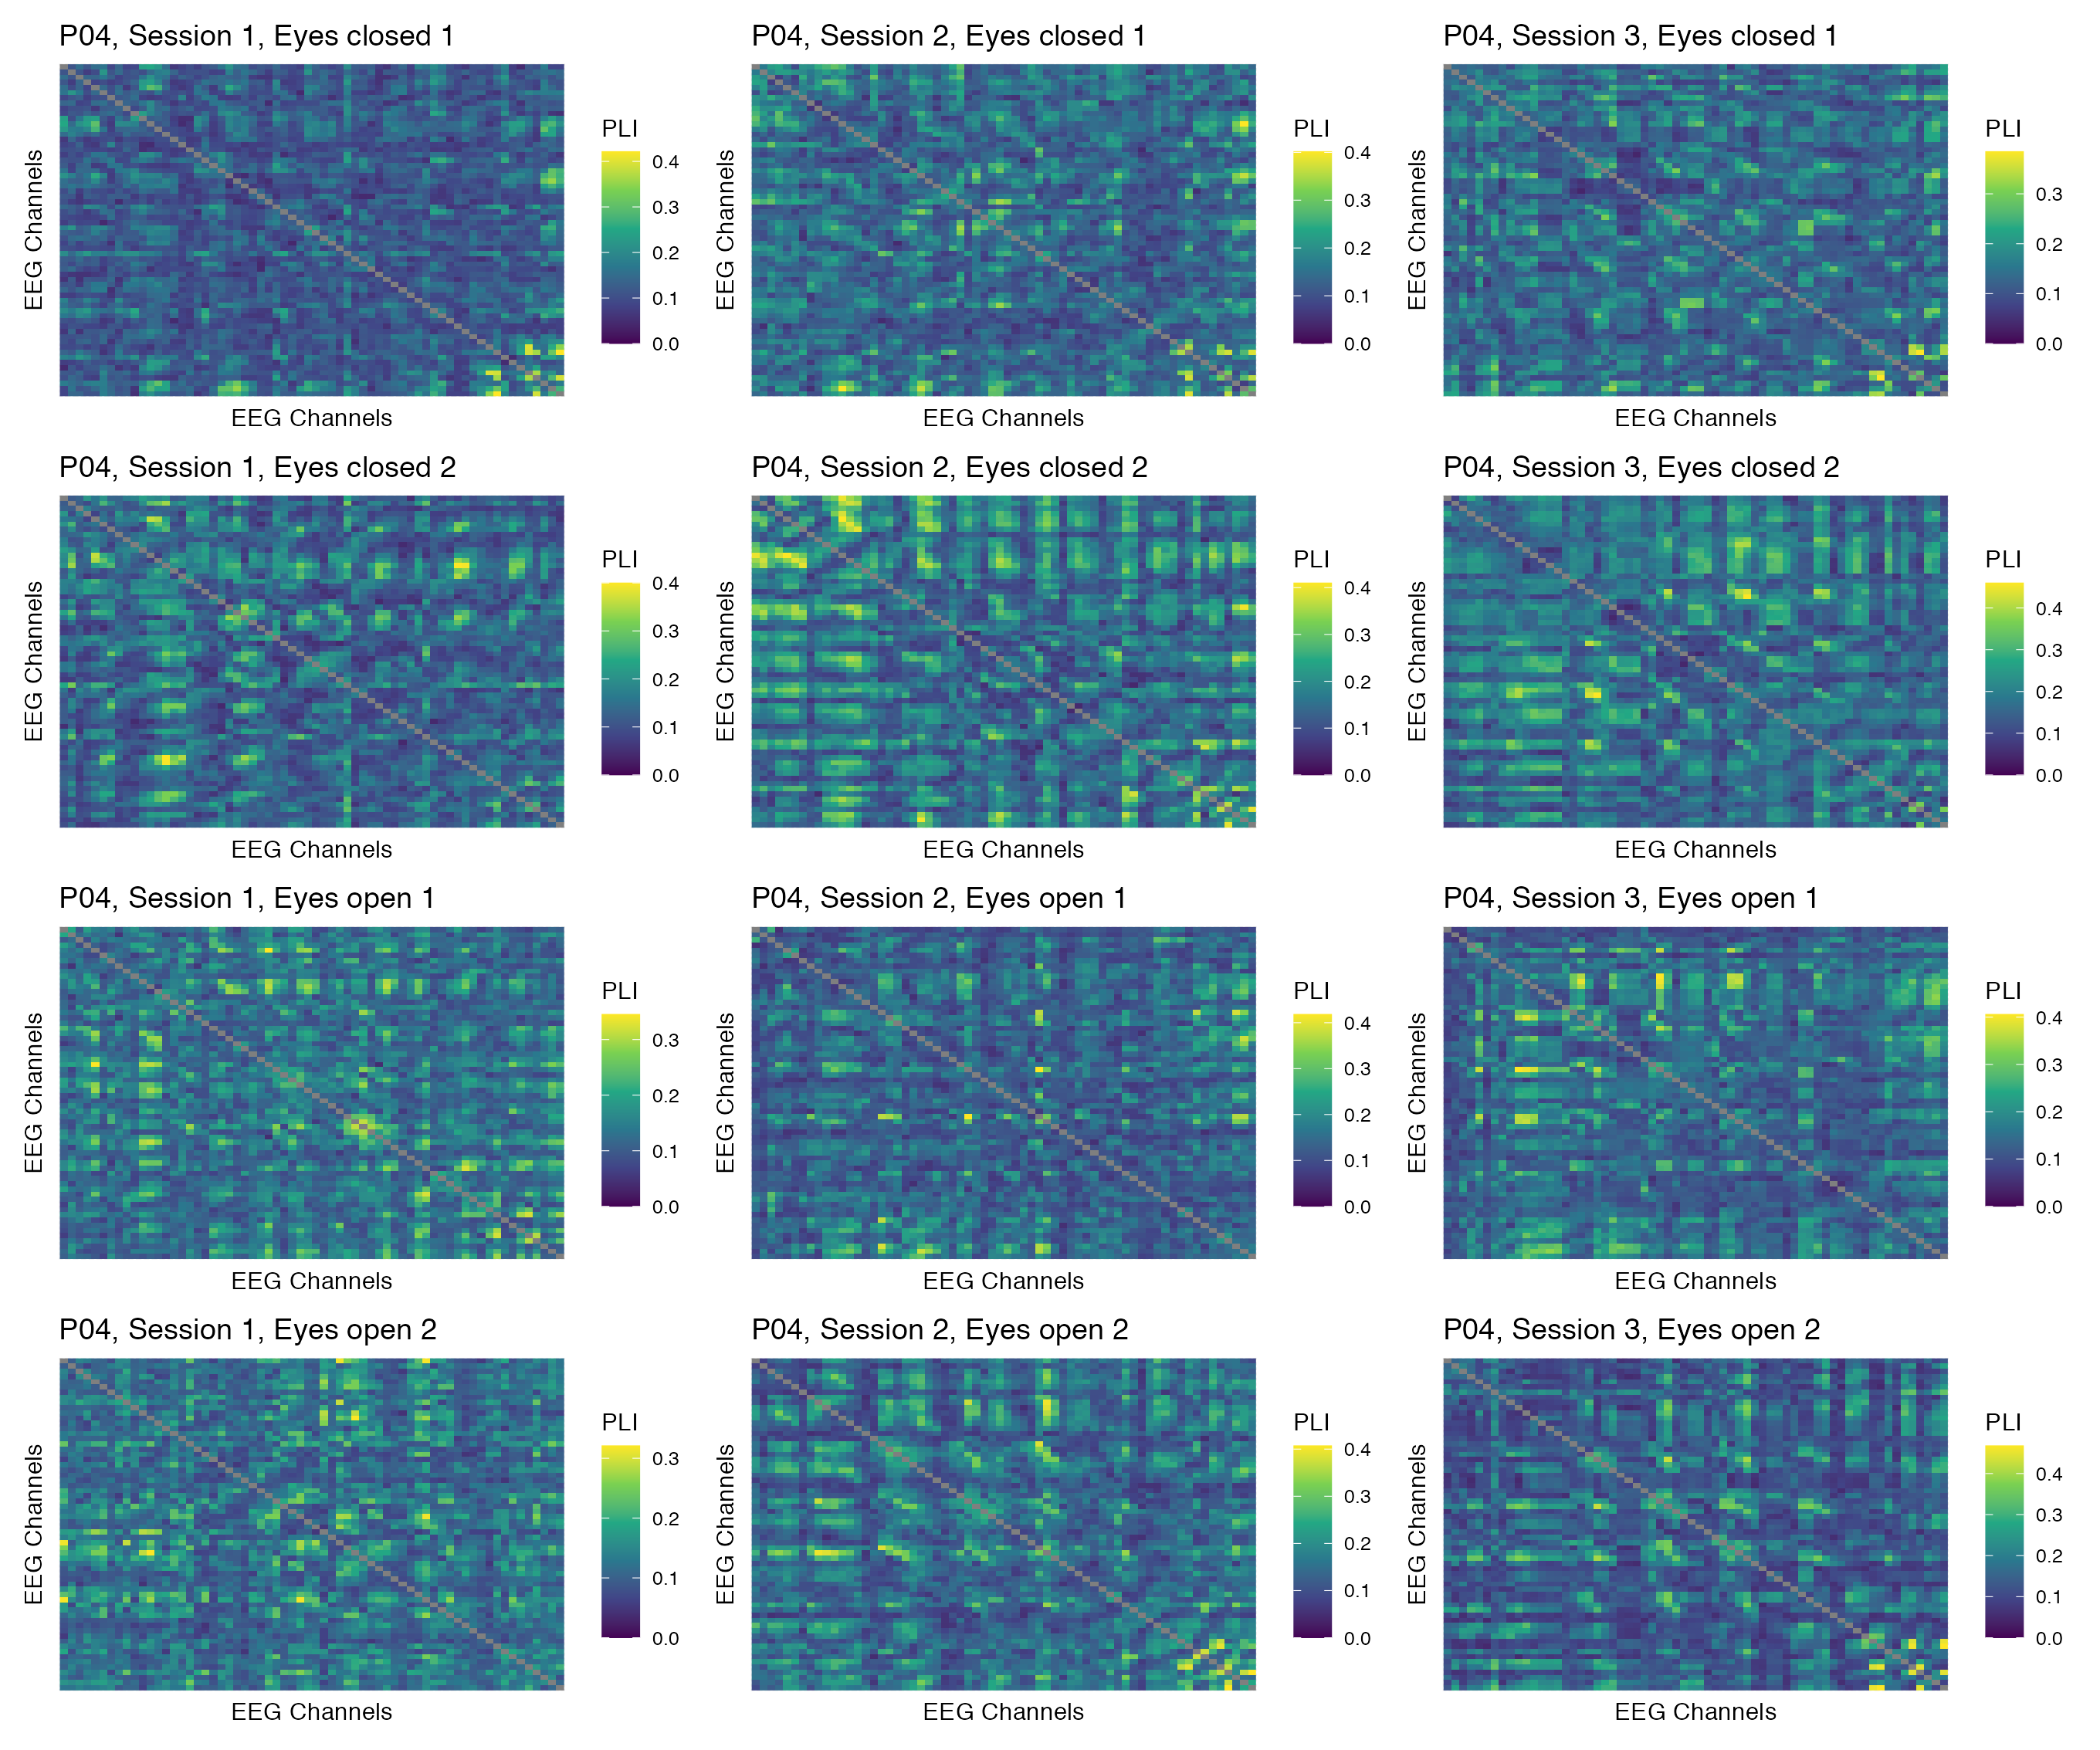 P04, Session 1, Eyes closed 1
EEG Channels
EEG Channels
PLI
0.4
0.3
0.2
0.1
0.0
P04, Session 2, Eyes closed 1
EEG Channels
EEG Channels
PLI
0.4
0.3
0.2
0.1
0.0
P04, Session 3, Eyes closed 1
EEG Channels
EEG Channels
PLI
0.3
0.2
0.1
0.0
P04, Session 1, Eyes closed 2
EEG Channels
EEG Channels
PLI
0.4
0.3
0.2
0.1
0.0
P04, Session 2, Eyes closed 2
EEG Channels
EEG Channels
PLI
0.4
0.3
0.2
0.1
0.0
P04, Session 3, Eyes closed 2
EEG Channels
EEG Channels
PLI
0.4
0.3
0.2
0.1
0.0
P04, Session 1, Eyes open 1
EEG Channels
EEG Channels
PLI
0.3
0.2
0.1
0.0
P04, Session 2, Eyes open 1
EEG Channels
EEG Channels
PLI
0.4
0.3
0.2
0.1
0.0
P04, Session 3, Eyes open 1
EEG Channels
EEG Channels
PLI
0.4
0.3
0.2
0.1
0.0
P04, Session 1, Eyes open 2
EEG Channels
EEG Channels
PLI
0.3
0.2
0.1
0.0
P04, Session 2, Eyes open 2
EEG Channels
EEG Channels
PLI
0.4
0.3
0.2
0.1
0.0
P04, Session 3, Eyes open 2
EEG Channels
EEG Channels
PLI
0.4
0.3
0.2
0.1
0.0